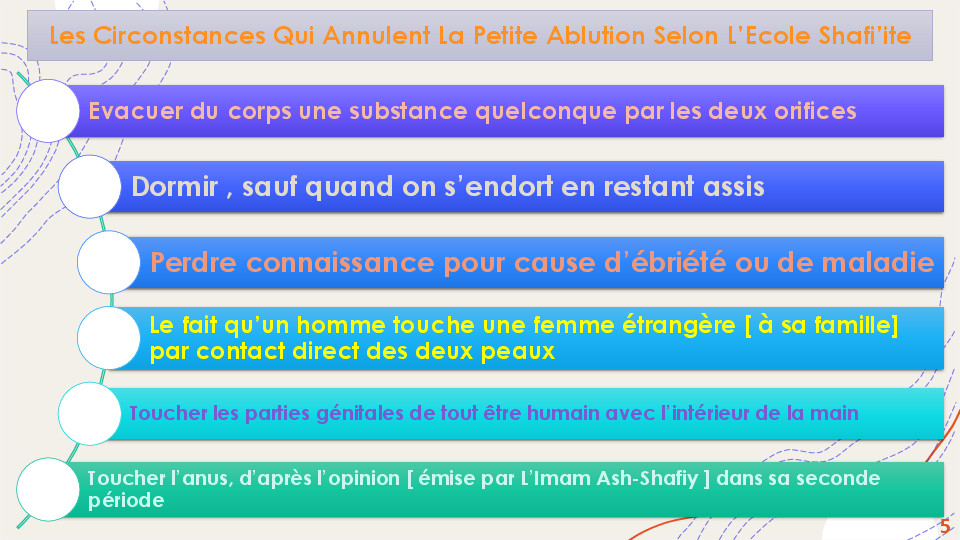 Les Circonstances Qui Annulent La Petite Ablution Selon L’Ecole Shafi’ite
Evacuer du corps une substance quelconque par les deux orifices
Dormir , sauf quand on s’endort en restant assis
Perdre connaissance pour cause d’ébriété ou de maladie
Le fait qu’un homme touche une femme étrangère [ à sa famille]
par contact direct des deux peaux
Toucher les parties génitales de tout être humain avec l’intérieur de la main
Toucher l’anus, d’après l’opinion [ émise par L’Imam Ash-Shafiy ] dans sa seconde
période
5